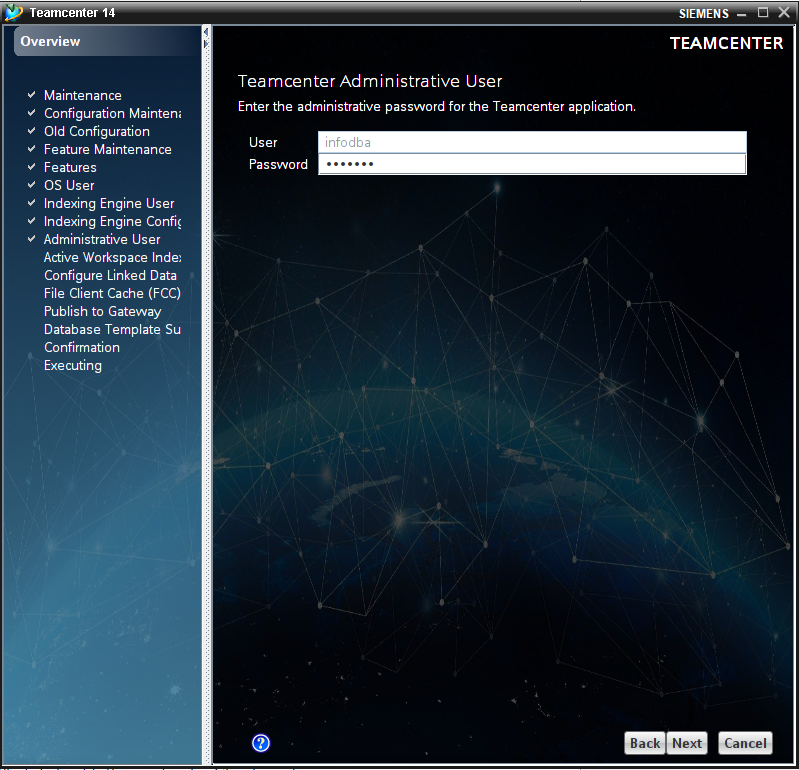 Teamcenter 14
SIEMENS
Overview
TEAMCENTER
Maintenance
Configuration Maintena
Old Configuration
Feature Maintenance
Features
OS User
Indexing Engine User
Indexing Engine Config
Administrative User
Active Workspace Index
Configure Linked Data
File Client Cache (FCC)
Publish to Gateway
Database Template Su
Confirmation
Executing
Teamcenter Administrative User
Enter the administrative password for the Teamcenter application.
User infodba
Password •••••••
? Back Next Cancel